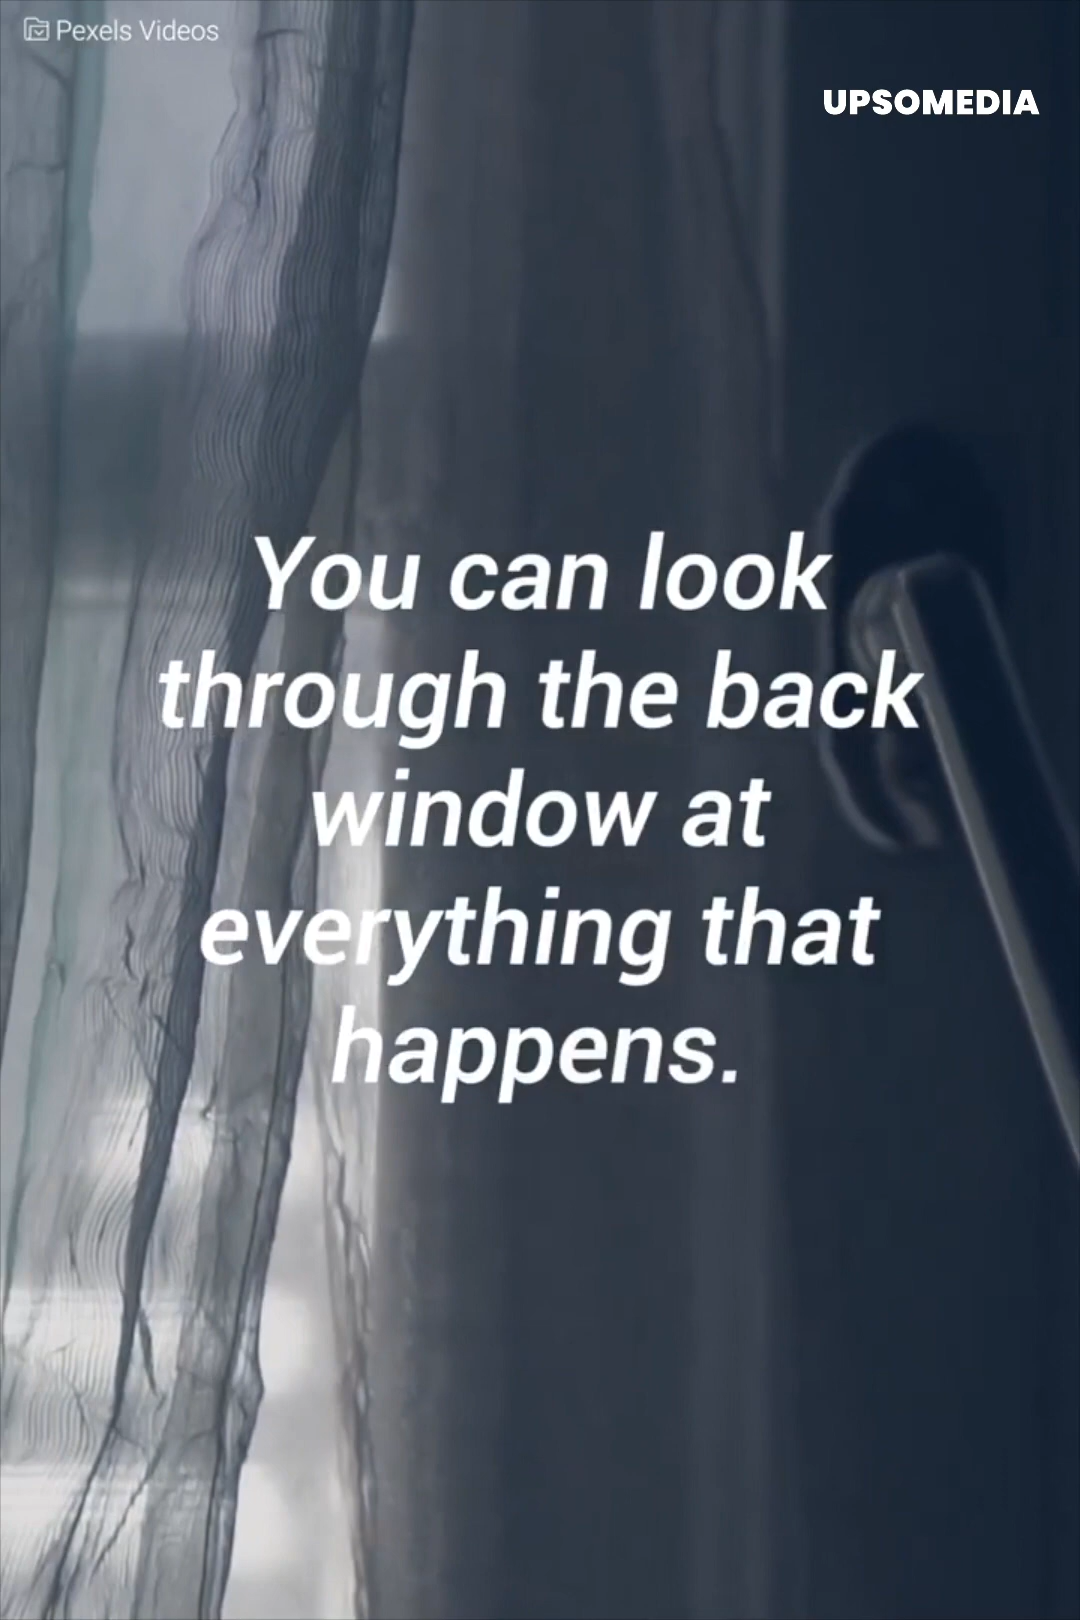 Pexels Videos
UPSOMEDIA
You can look
through the back
window at
everything that
happens.